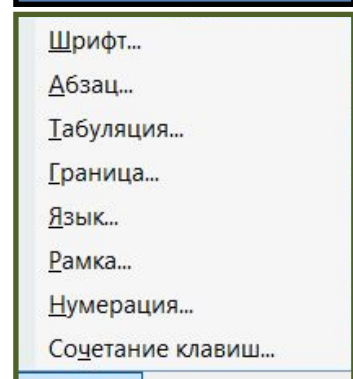 Шрифт...
Абзац...
Табуляция...
Граница...
Язык...
Рамка...
Нумерация...
Сочетание клавиш...